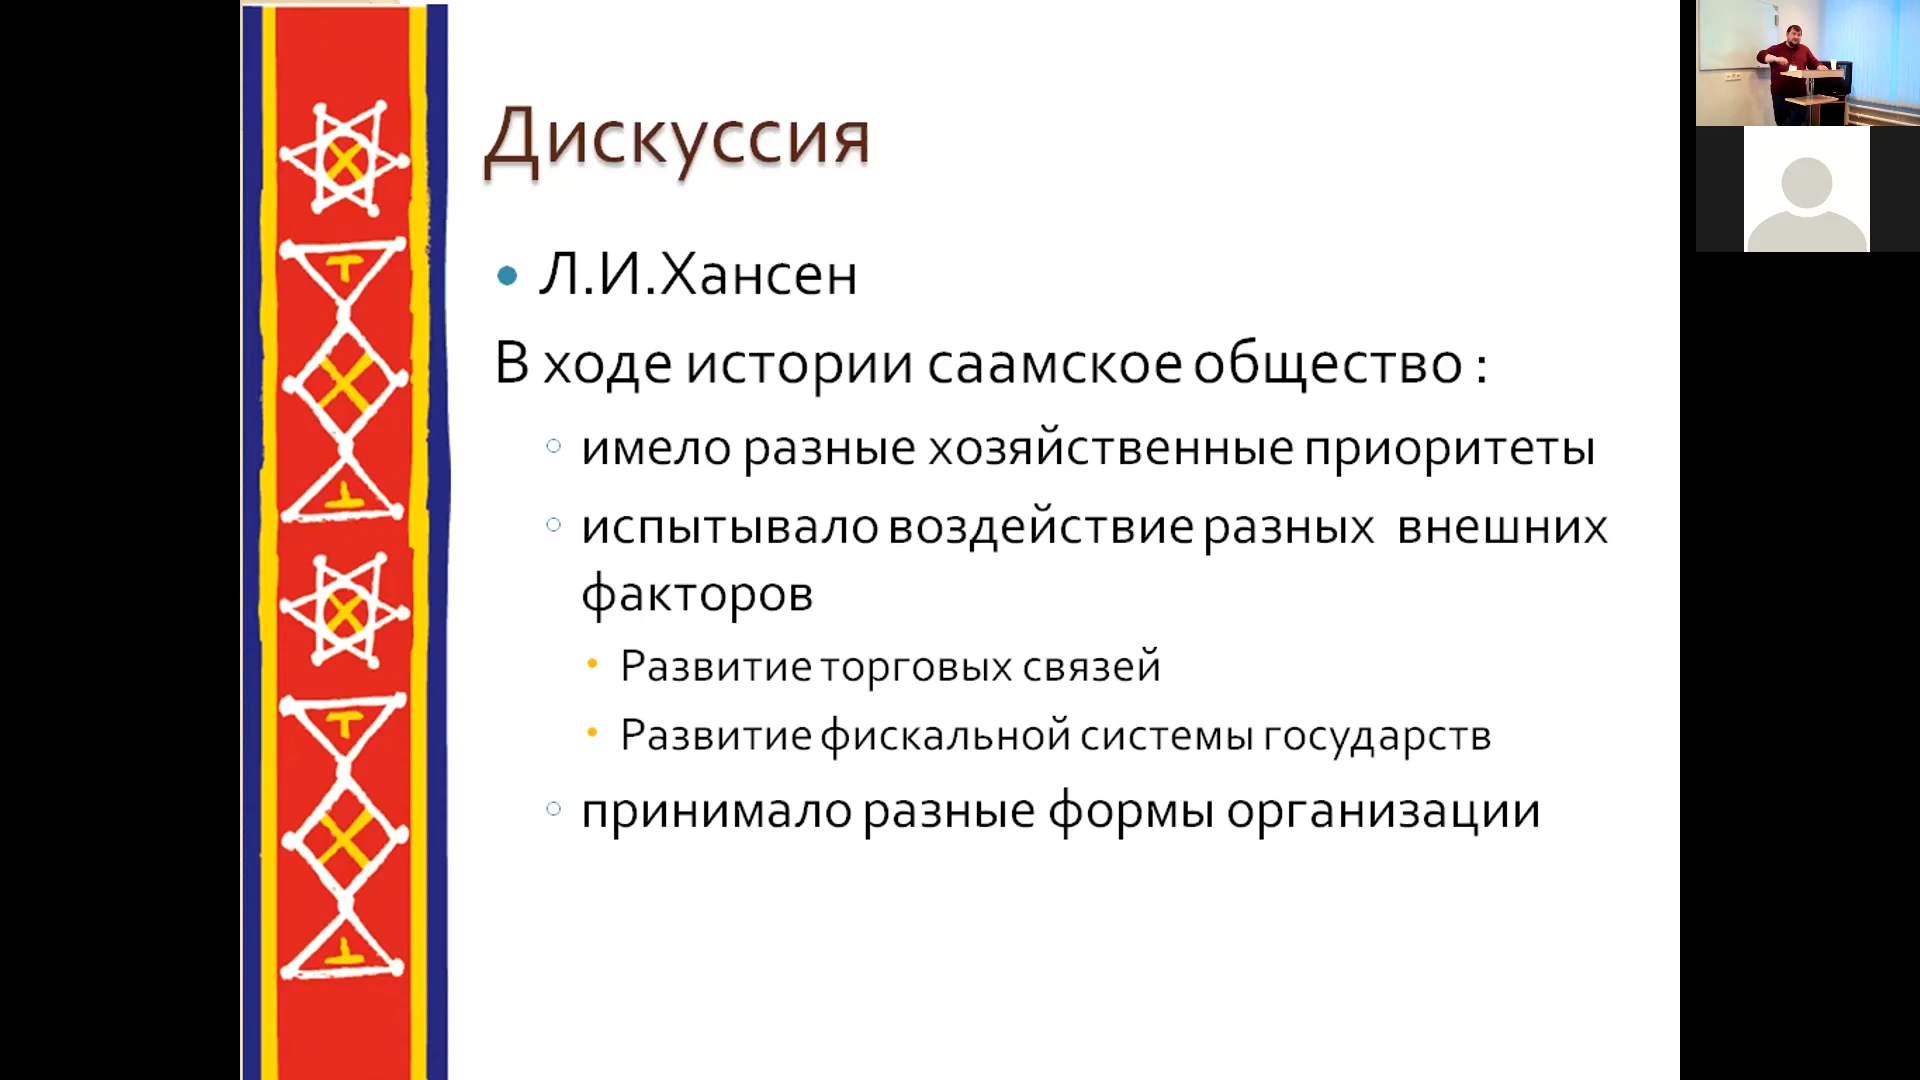 Дискуссия
Л.И.Хансен
В ходе истории саамское общество :
имело разные хозяйственные приоритеты
испытывало воздействие разных внешних
факторов
Развитие торговых связей
Развитие фискальной системы государств
принимало разные формы организации